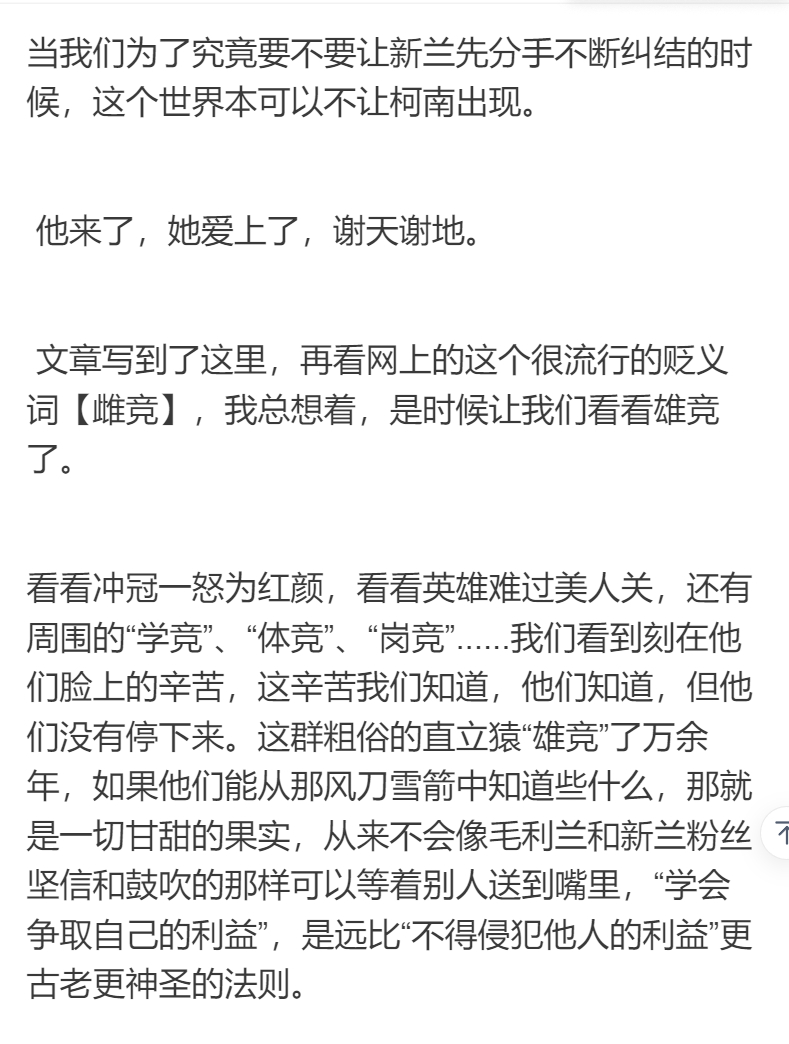 当我们为了究竟要不要让新兰先分手不断纠结的时
候，这个世界本可以不让柯南出现。
他来了，她爱上了，谢天谢地。
文章写到了这里，再看网上的这个很流行的贬义
词【雌竞】，我总想着，是时候让我们看看雄竞
了。
看看冲冠一怒为红颜，看看英雄难过美人关，还有
周围的“学竞”、“体竞”、“岗竞”……我们看到刻在他
们脸上的辛苦，这辛苦我们知道，他们知道，但他
们没有停下来。这群粗俗的直立猿“雄竞”了万余
年，如果他们能从那风刀雪箭中知道些什么，那就
是一切甘甜的果实，从来不会像毛利兰和新兰粉丝
坚信和鼓吹的那样可以等着别人送到嘴里，“学会
争取自己的利益”，是远比“不得侵犯他人的利益”更
古老更神圣的法则。